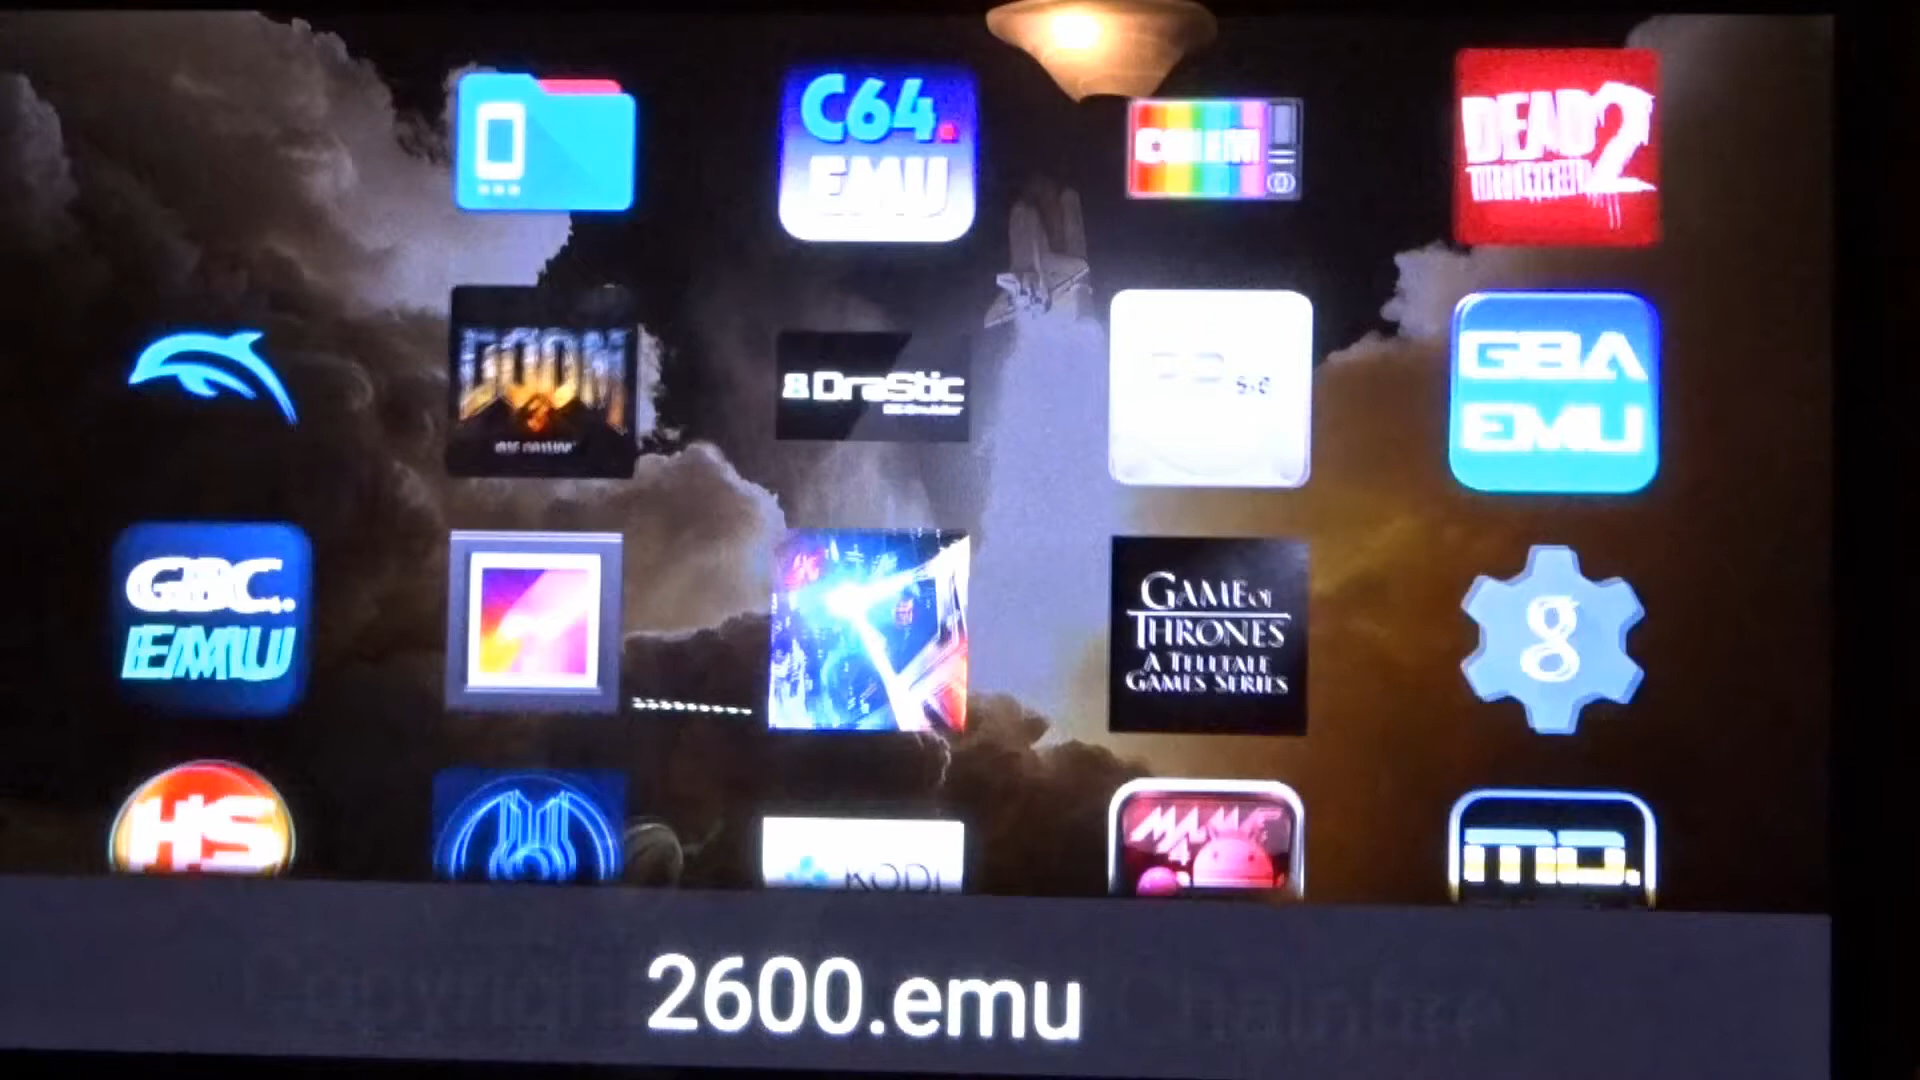 C64.
EMU
DEAD
TRIGGER 2
DOOM
DraStic
GBA
EMU
GBC.
EMU
GAME OF
THRONES
A TELLTALE
GAMES SERIES
8
HS
KODI
MAME
4
MD.
2600.emu